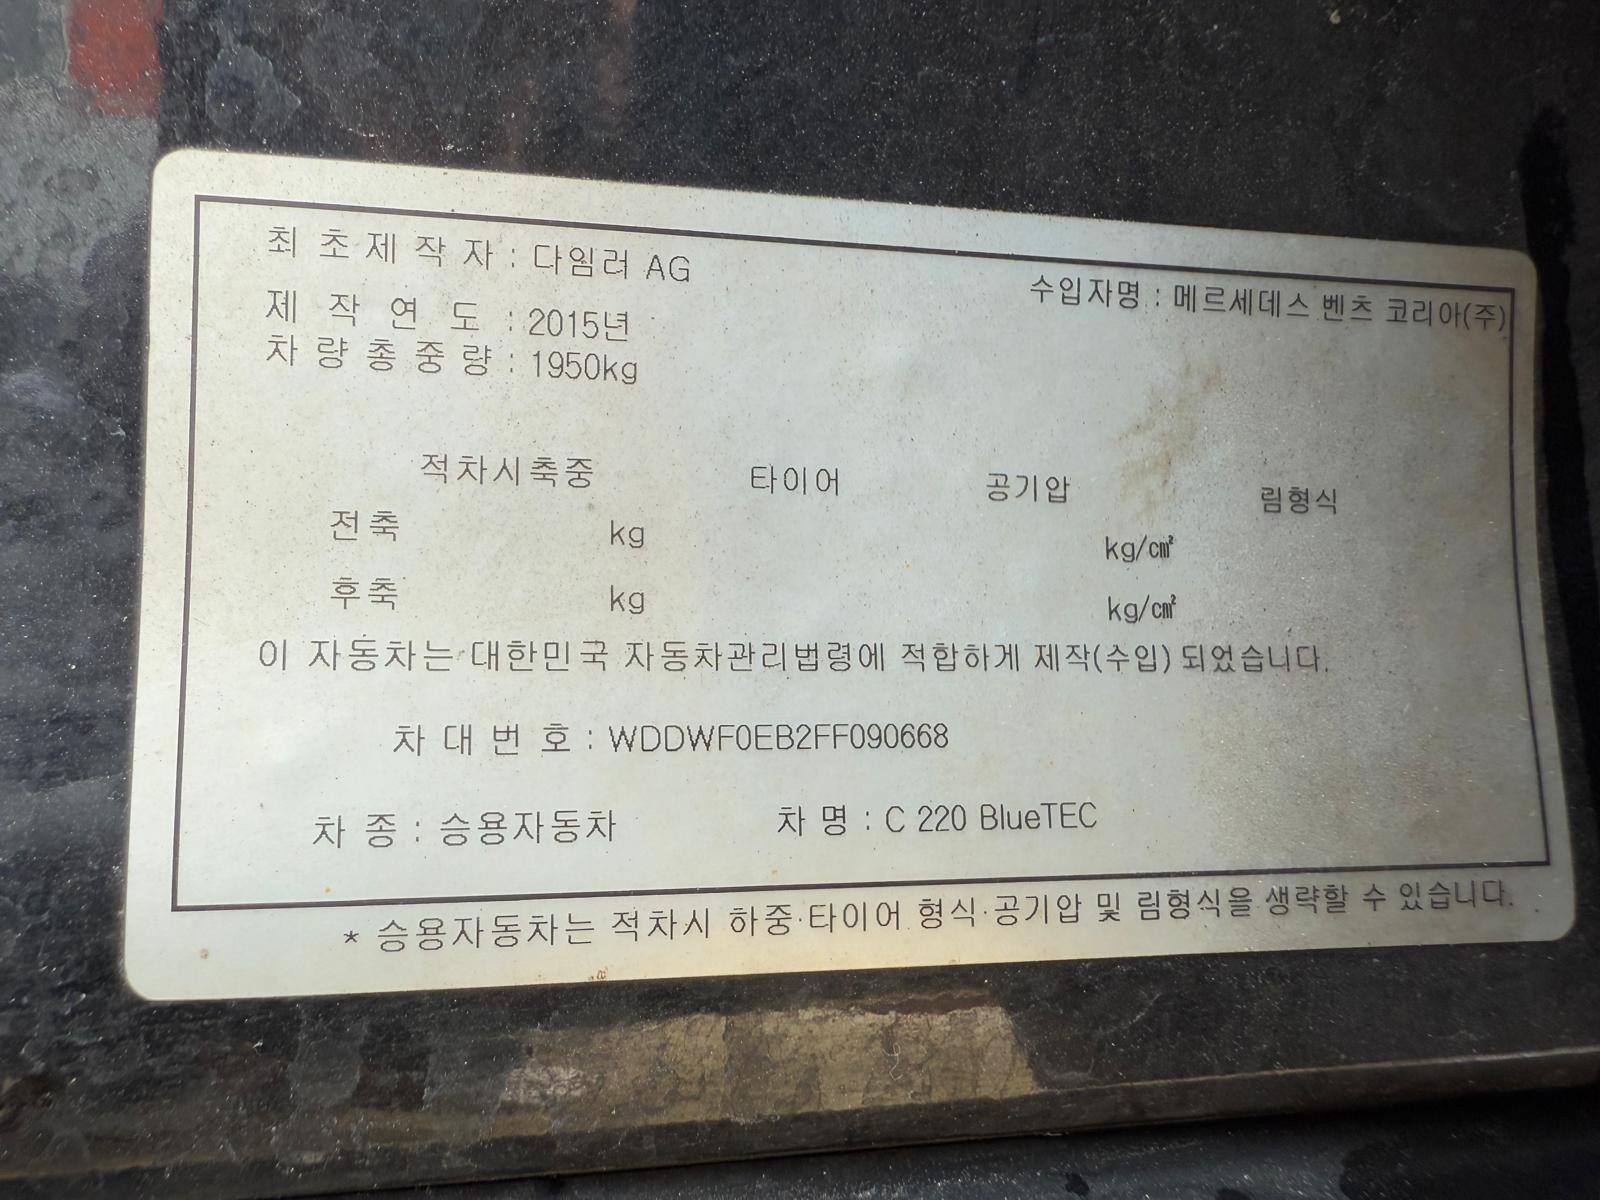 최초제작자 : 다임러 AG
수입자명 : 메르세데스 벤츠 코리아(주)
제작연도 : 2015년
차량총중량 : 1950kg
적차시축중 타이어 공기압 림형식
전축 kg kg/㎠
후축 kg kg/㎠
이 자동차는 대한민국 자동차관리법령에 적합하게 제작(수입) 되었습니다.
차대번호 : WDDWF0EB2FF090668
차종 : 승용자동차 차명 : C 220 BlueTEC
* 승용자동차는 적차시 하중·타이어 형식·공기압 및 림형식을 생략할 수 있습니다.